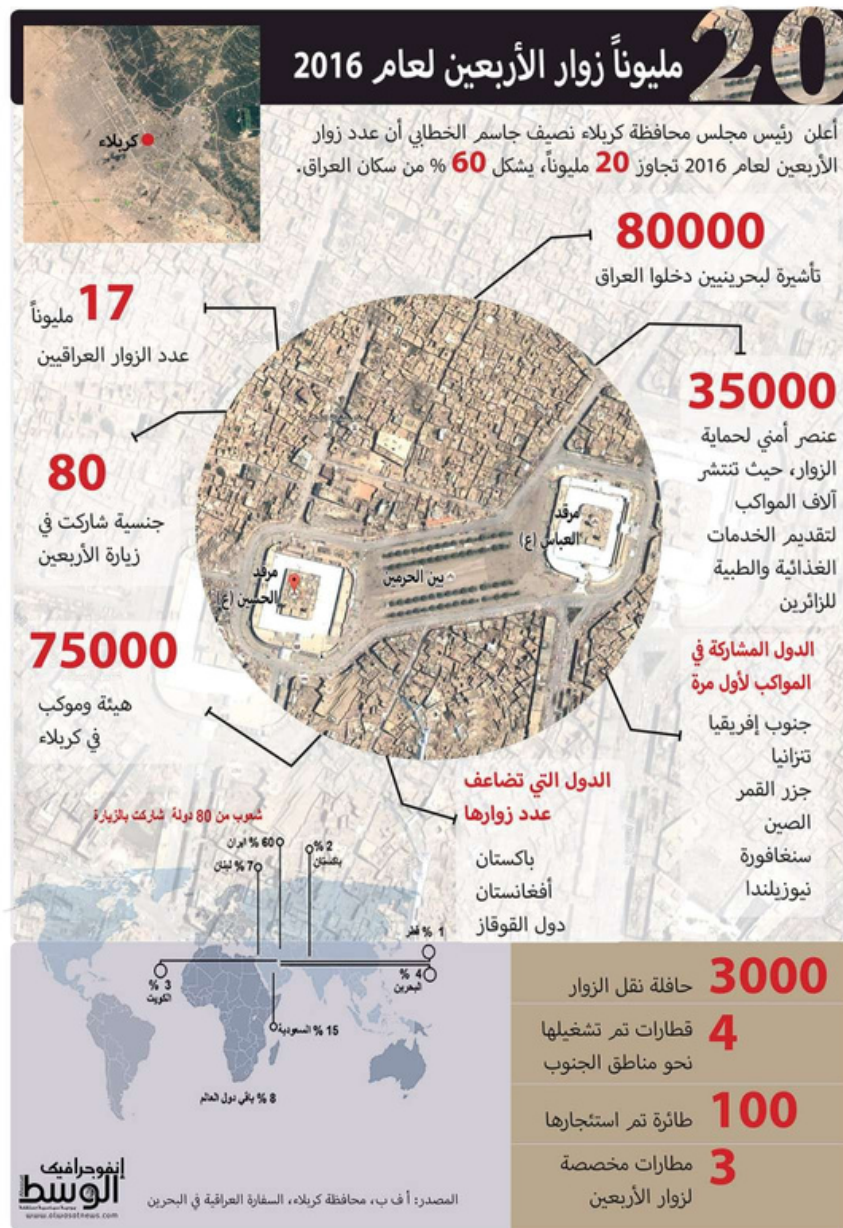 20 مليوناً زوار الأربعين لعام 2016
أعلن رئيس مجلس محافظة كربلاء نصيف جاسم الخطابي أن عدد زوار
الأربعين لعام 2016 تجاوز 20 مليوناً، يشكل 60 % من سكان العراق.
كربلاء
80000
تأشيرة لبحرينيين دخلوا العراق
17 مليوناً
عدد الزوار العراقيين
35000
عنصر أمني لحماية
الزوار، حيث تنتشر
آلاف المواكب
لتقديم الخدمات
الغذائية والطبية
للزائرين
80
جنسية شاركت في
زيارة الأربعين
مرقد
العباس (ع)
بين الحرمين
مرقد
الحسين (ع)
75000
هيئة وموكب
في كربلاء
الدول المشاركة في
المواكب لأول مرة
جنوب إفريقيا
تنزانيا
جزر القمر
الصين
سنغافورة
نيوزيلندا
الدول التي تضاعف
عدد زوارها
باكستان
أفغانستان
دول القوقاز
شعوب من 80 دولة شاركت بالزيارة
60 % ايران
2 %
باكستان
7 % لبنان
1 % قطر
4 %
البحرين
3 %
الكويت
15 % السعودية
8 % باقي دول العالم
3000 حافلة نقل الزوار
4 قطارات تم تشغيلها
نحو مناطق الجنوب
100 طائرة تم استئجارها
3 مطارات مخصصة
لزوار الأربعين
المصدر: أ ف ب، محافظة كربلاء، السفارة العراقية في البحرين
إنفوجرافيك
الوسط
www.alwasatnews.com